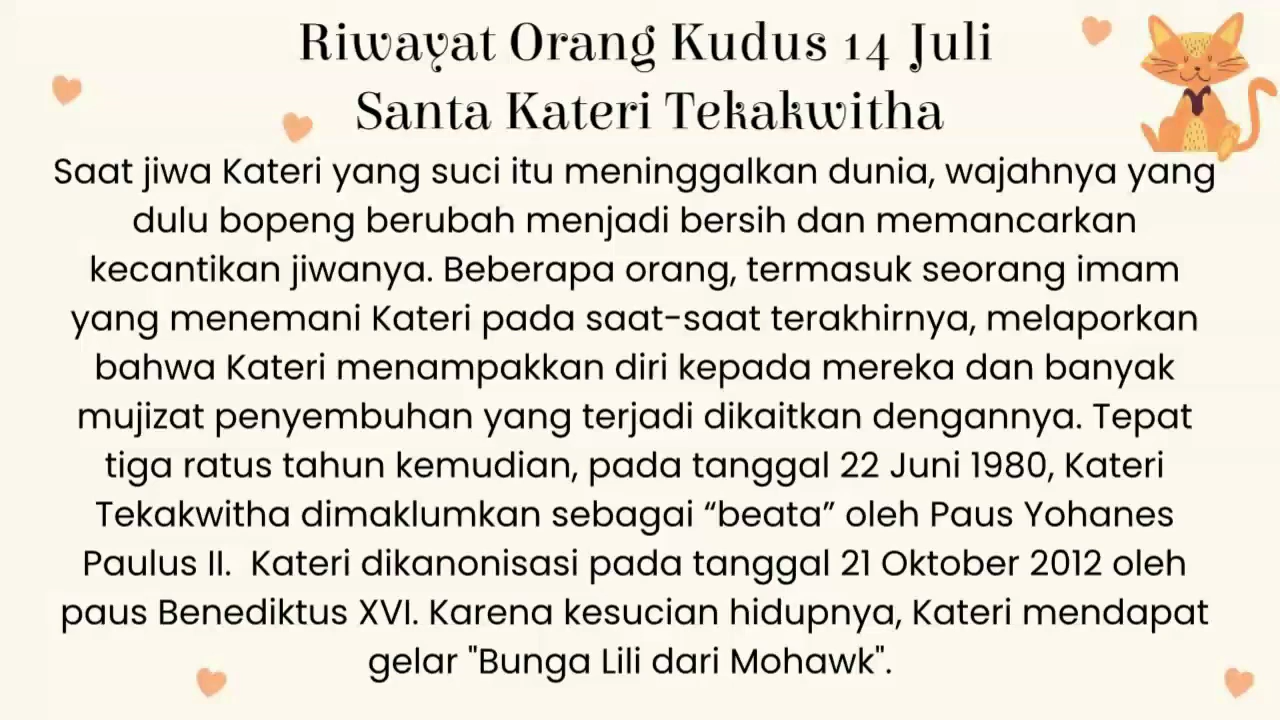 Riwayat Orang Kudus 14 Juli
Santa Kateri Tekakwitha
Saat jiwa Kateri yang suci itu meninggalkan dunia, wajahnya yang
dulu bopeng berubah menjadi bersih dan memancarkan
kecantikan jiwanya. Beberapa orang, termasuk seorang imam
yang menemani Kateri pada saat-saat terakhirnya, melaporkan
bahwa Kateri menampakkan diri kepada mereka dan banyak
mujizat penyembuhan yang terjadi dikaitkan dengannya. Tepat
tiga ratus tahun kemudian, pada tanggal 22 Juni 1980, Kateri
Tekakwitha dimaklumkan sebagai “beata” oleh Paus Yohanes
Paulus II.  Kateri dikanonisasi pada tanggal 21 Oktober 2012 oleh
paus Benediktus XVI. Karena kesucian hidupnya, Kateri mendapat
gelar "Bunga Lili dari Mohawk".